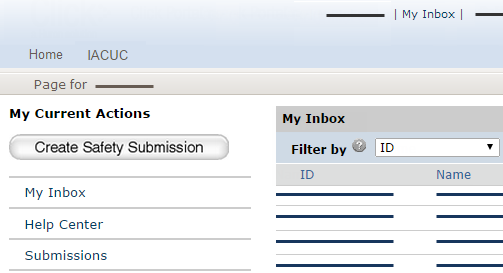 | My Inbox |
Home IACUC
Page for
My Current Actions
Create Safety Submission
My Inbox
Help Center
Submissions
My Inbox
Filter by ? ID
ID Name